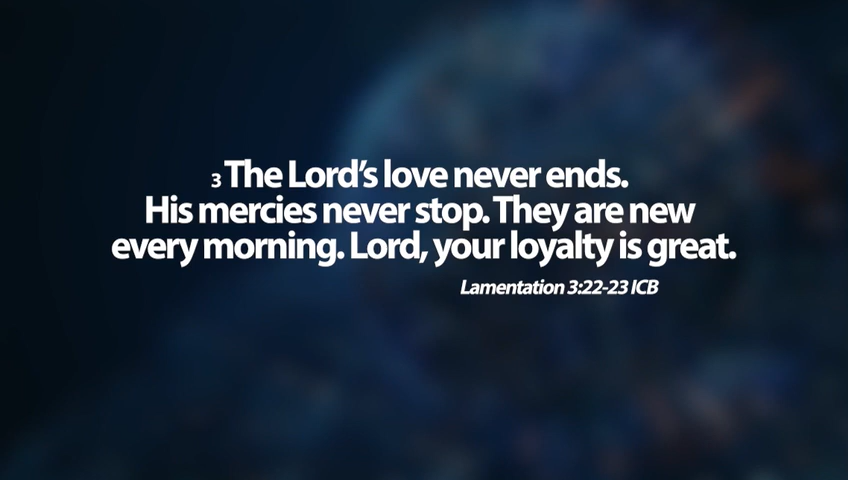 3 The Lord's love never ends.
His mercies never stop. They are new
every morning. Lord, your loyalty is great.
Lamentation 3:22-23 ICB